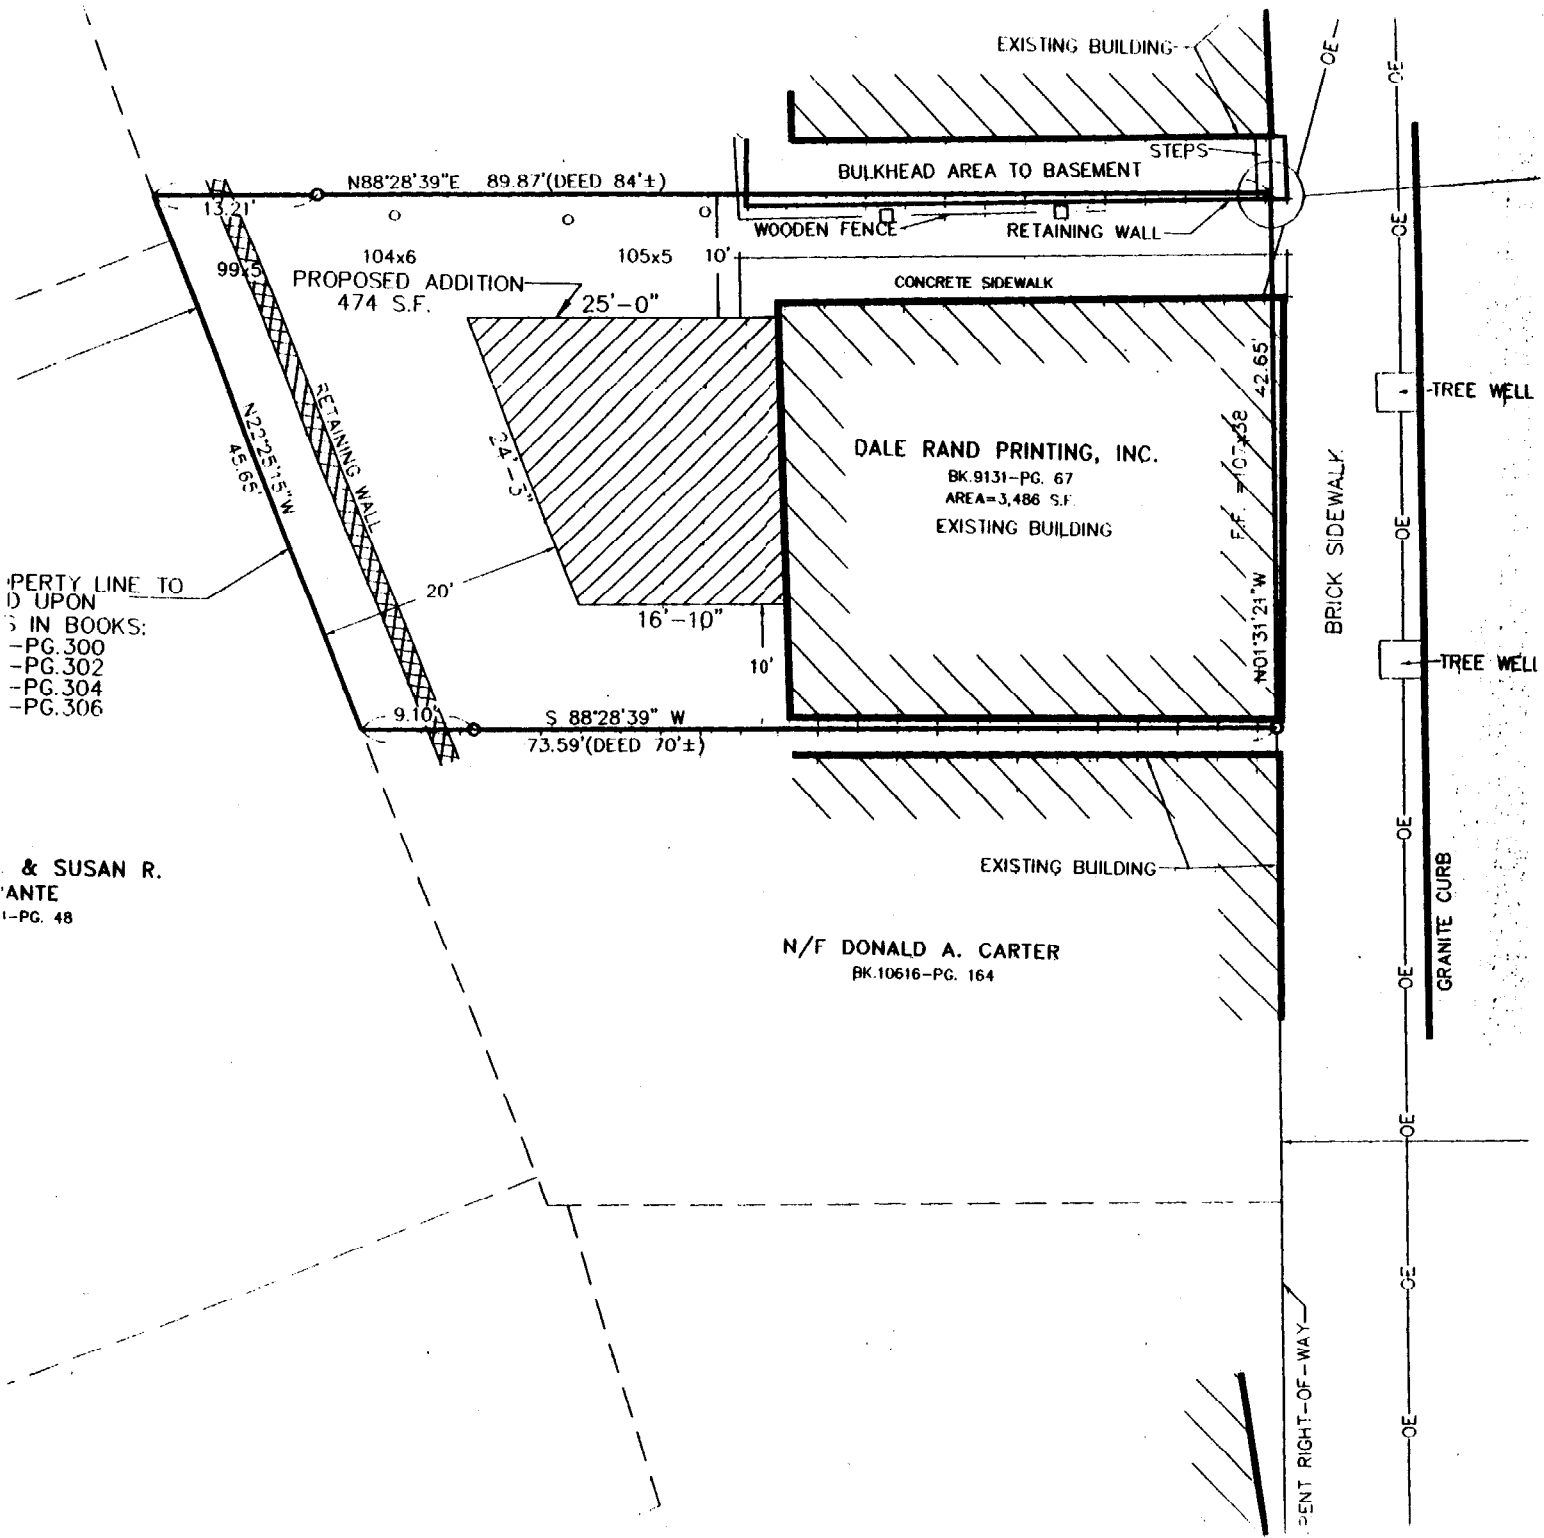 EXISTING BUILDING
OE
OE
STEPS
BULKHEAD AREA TO BASEMENT
N88°28'39"E 89.87'(DEED 84'±)
13.21'
OE
WOODEN FENCE
RETAINING WALL
104x6
105x5
10'
99x5
PROPOSED ADDITION
474 S.F.
CONCRETE SIDEWALK
25'-0"
42.65'
TREE WELL
RETAINING WALL
N22°25'15"W
45.65'
24'-3"
DALE RAND PRINTING, INC.
BK.9131-PG. 67
AREA=3,486 S.F.
EXISTING BUILDING
F.F. =107x38
BRICK SIDEWALK
OE
PERTY LINE TO
D UPON
S IN BOOKS:
-PG.300
-PG.302
-PG.304
-PG.306
20'
16'-10"
10'
N01°31'21"W
TREE WELL
9.10'
S 88°28'39" W
73.59'(DEED 70'±)
OE
& SUSAN R.
ANTE
-PG. 48
EXISTING BUILDING
GRANITE CURB
N/F DONALD A. CARTER
BK.10616-PG. 164
OE
OE
OE
RENT RIGHT-OF-WAY
OE